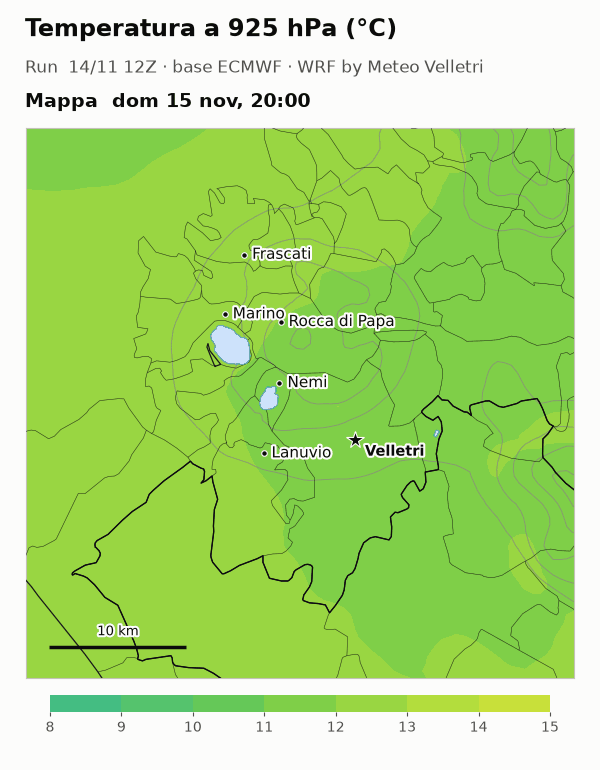 Temperatura a 925 hPa (°C)
Run  14/11 12Z · base ECMWF · WRF by Meteo Velletri
Mappa  dom 15 nov, 20:00
Frascati
Marino
Rocca di Papa
Nemi
Velletri
Lanuvio
10 km
8 9 10 11 12 13 14 15